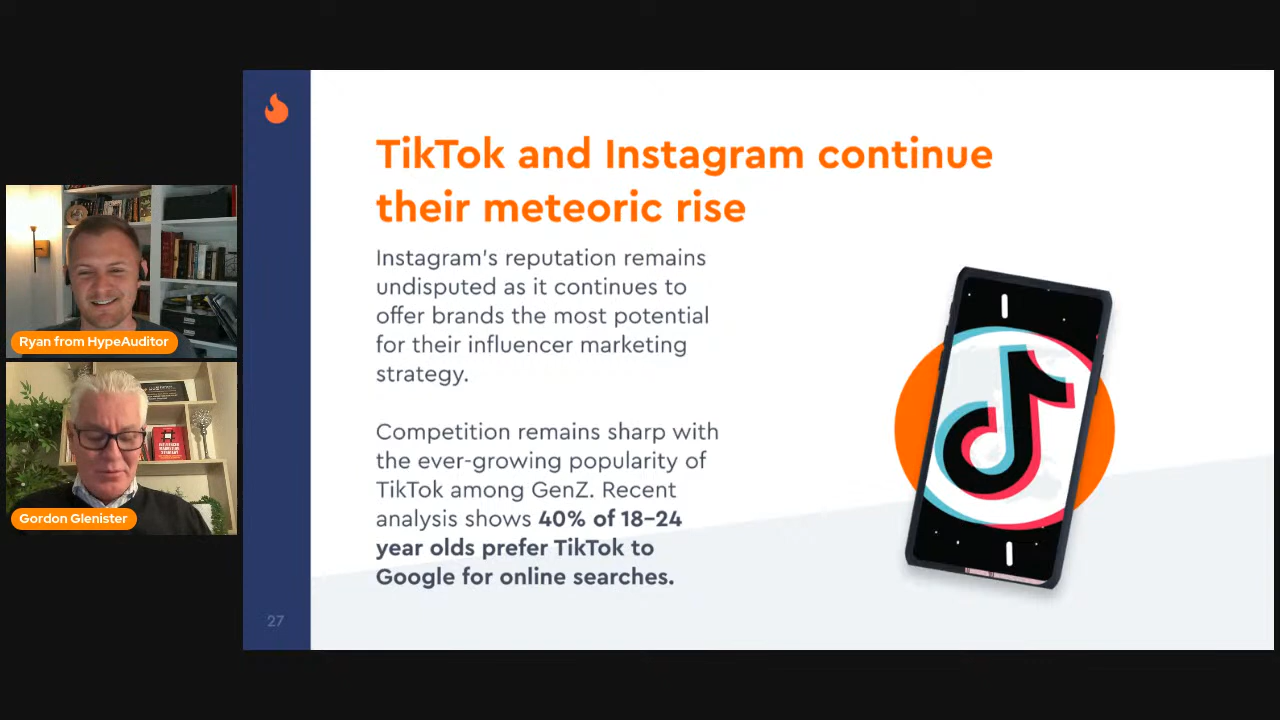 TikTok and Instagram continue
their meteoric rise
Instagram's reputation remains
undisputed as it continues to
offer brands the most potential
for their influencer marketing
strategy.
Competition remains sharp with
the ever-growing popularity of
TikTok among GenZ. Recent
analysis shows 40% of 18-24
year olds prefer TikTok to
Google for online searches.
27
Ryan from HypeAuditor
Gordon Glenister